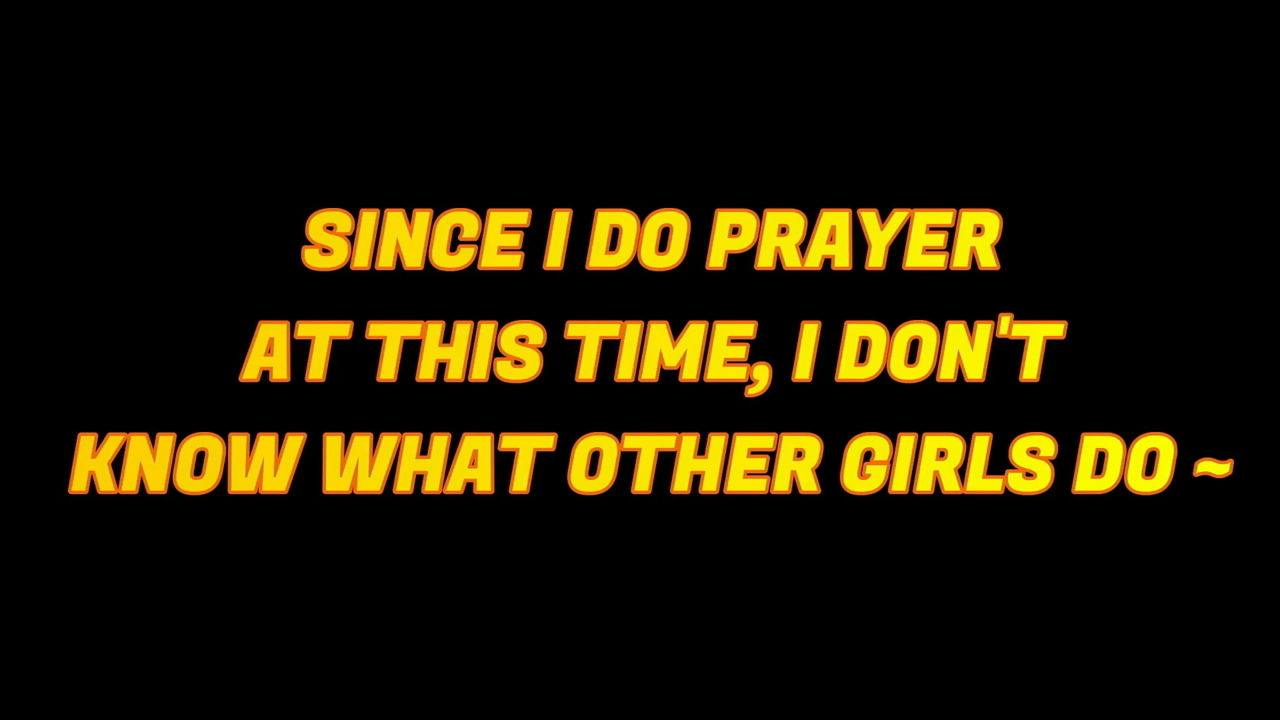 SINCE I DO PRAYER
AT THIS TIME, I DON'T
KNOW WHAT OTHER GIRLS DO ~